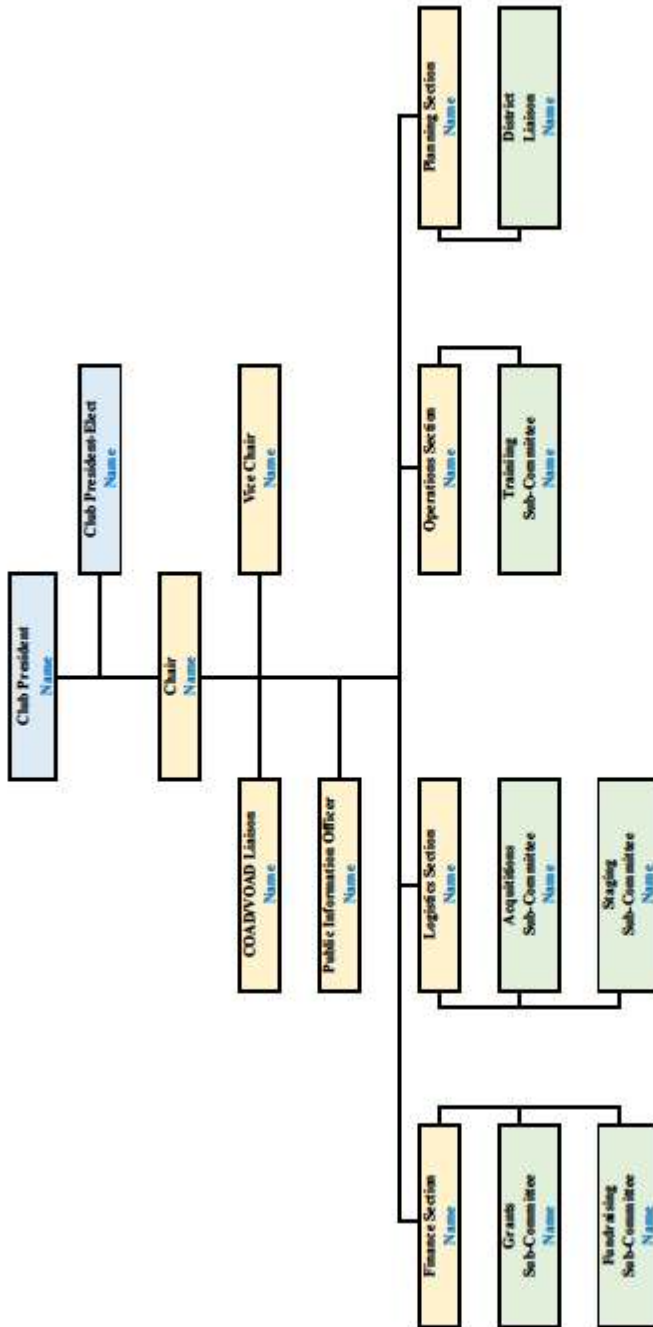 Club President
Name
Club President-Elect
Name
Chair
Name
COAD/VOAD Liaison
Name
Vice Chair
Name
Public Information Officer
Name
Finance Section
Name
Logistics Section
Name
Operations Section
Name
Planning Section
Name
Grants
Sub-Committee
Name
Acquitions
Sub-Committee
Name
Training
Sub-Committee
Name
District
Liaison
Name
Fundraising
Sub-Committee
Name
Staging
Sub-Committee
Name